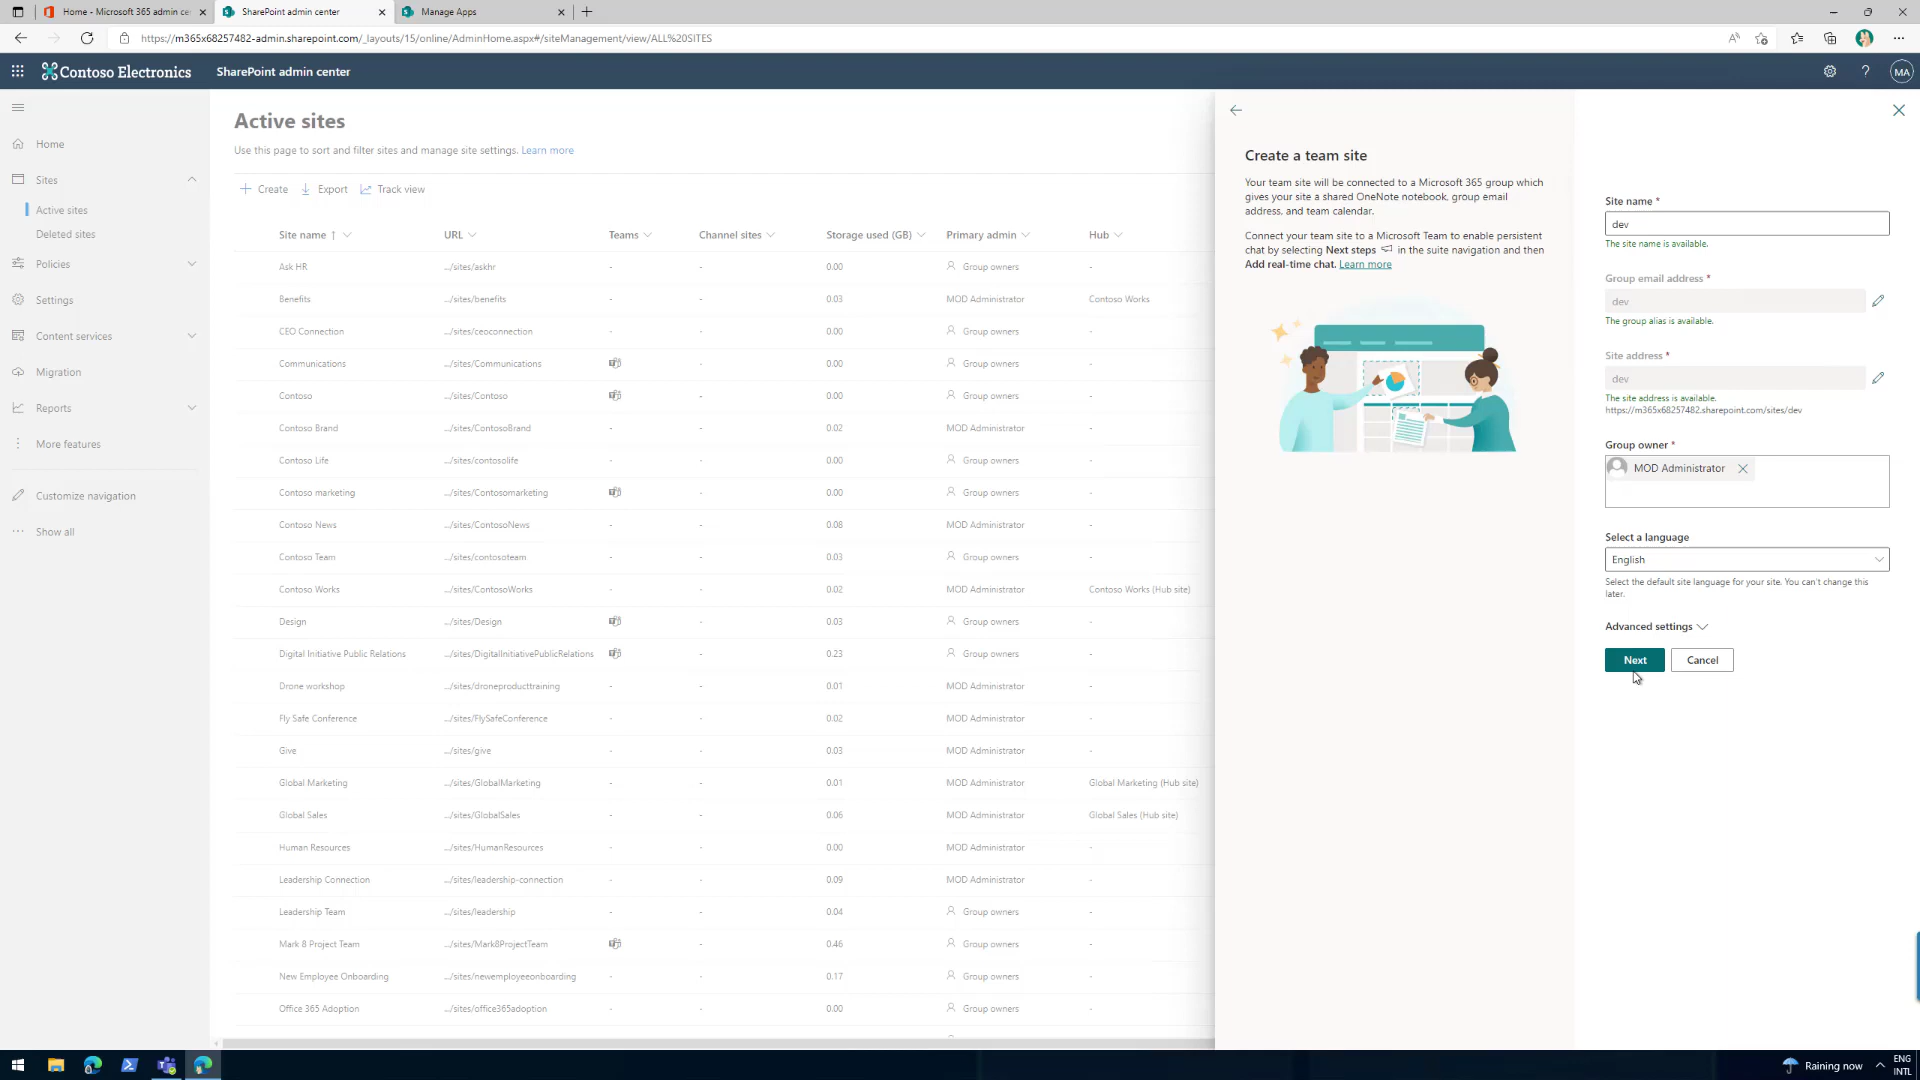 Home - Microsoft 365 admin ce
SharePoint admin center
Manage Apps
https://m365x68257482-admin.sharepoint.com/_layouts/15/online/AdminHome.aspx#/siteManagement/view/ALL%20SITES
Contoso Electronics
SharePoint admin center
MA
Home
Sites
Active sites
Deleted sites
Policies
Settings
Content services
Migration
Reports
More features
Customize navigation
Show all
Active sites
Use this page to sort and filter sites and manage site settings. Learn more
Create Export Track view
Site name ↑ URL Teams Channel sites Storage used (GB) Primary admin Hub
Ask HR .../sites/askhr - - 0.00 Group owners -
Benefits .../sites/benefits - - 0.03 MOD Administrator Contoso Works
CEO Connection .../sites/ceoconnection - - 0.00 Group owners -
Communications .../sites/Communications - 0.00 Group owners -
Contoso .../sites/Contoso - 0.00 Group owners -
Contoso Brand .../sites/ContosoBrand - - 0.02 MOD Administrator -
Contoso Life .../sites/contosolife - - 0.00 Group owners -
Contoso marketing .../sites/Contosomarketing - 0.00 Group owners -
Contoso News .../sites/ContosoNews - - 0.08 MOD Administrator -
Contoso Team .../sites/contosoteam - - 0.03 Group owners -
Contoso Works .../sites/ContosoWorks - - 0.02 MOD Administrator Contoso Works (Hub site)
Design .../sites/Design - 0.03 Group owners -
Digital Initiative Public Relations .../sites/DigitalInitiativePublicRelations - 0.23 Group owners -
Drone workshop .../sites/droneproducttraining - - 0.01 MOD Administrator -
Fly Safe Conference .../sites/FlySafeConference - - 0.02 MOD Administrator -
Give .../sites/give - - 0.03 MOD Administrator -
Global Marketing .../sites/GlobalMarketing - - 0.01 MOD Administrator Global Marketing (Hub site)
Global Sales .../sites/GlobalSales - - 0.06 MOD Administrator Global Sales (Hub site)
Human Resources .../sites/HumanResources - - 0.00 MOD Administrator -
Leadership Connection .../sites/leadership-connection - - 0.09 MOD Administrator -
Leadership Team .../sites/leadership - - 0.04 Group owners -
Mark 8 Project Team .../sites/Mark8ProjectTeam - 0.46 Group owners -
New Employee Onboarding .../sites/newemployeeonboarding - - 0.17 Group owners -
Office 365 Adoption .../sites/office365adoption - - 0.00 Group owners -
Create a team site
Your team site will be connected to a Microsoft 365 group which
gives your site a shared OneNote notebook, group email
address, and team calendar.
Connect your team site to a Microsoft Team to enable persistent
chat by selecting Next steps in the suite navigation and then
Add real-time chat. Learn more
Site name *
dev
The site name is available.
Group email address *
dev
The group alias is available.
Site address *
dev
The site address is available.
https://m365x68257482.sharepoint.com/sites/dev
Group owner *
MOD Administrator
Select a language
English
Select the default site language for your site. You can't change this
later.
Advanced settings
Next Cancel
Raining now
ENG
INTL